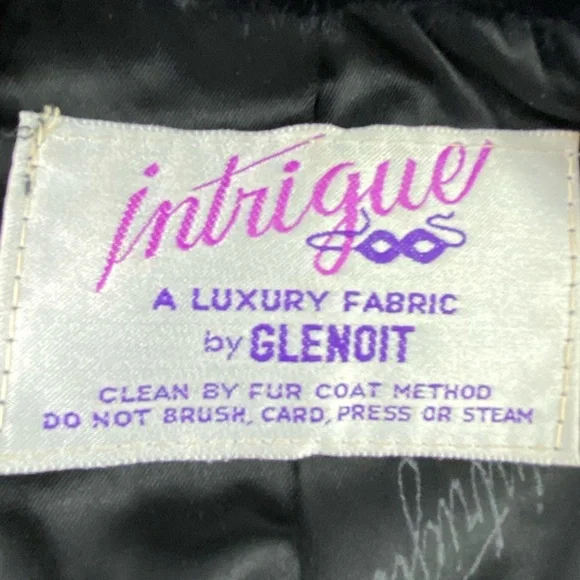 intrigue
A LUXURY FABRIC
by GLENOIT
CLEAN BY FUR COAT METHOD
DO NOT BRUSH, CARD, PRESS OR STEAM